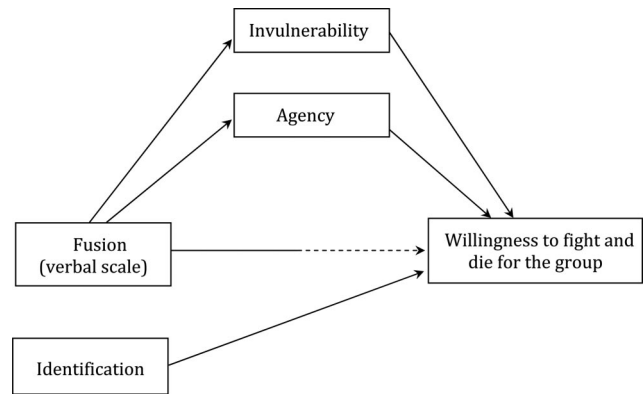 Invulnerability
Agency
Fusion
(verbal scale)
Willingness to fight and
die for the group
Identification